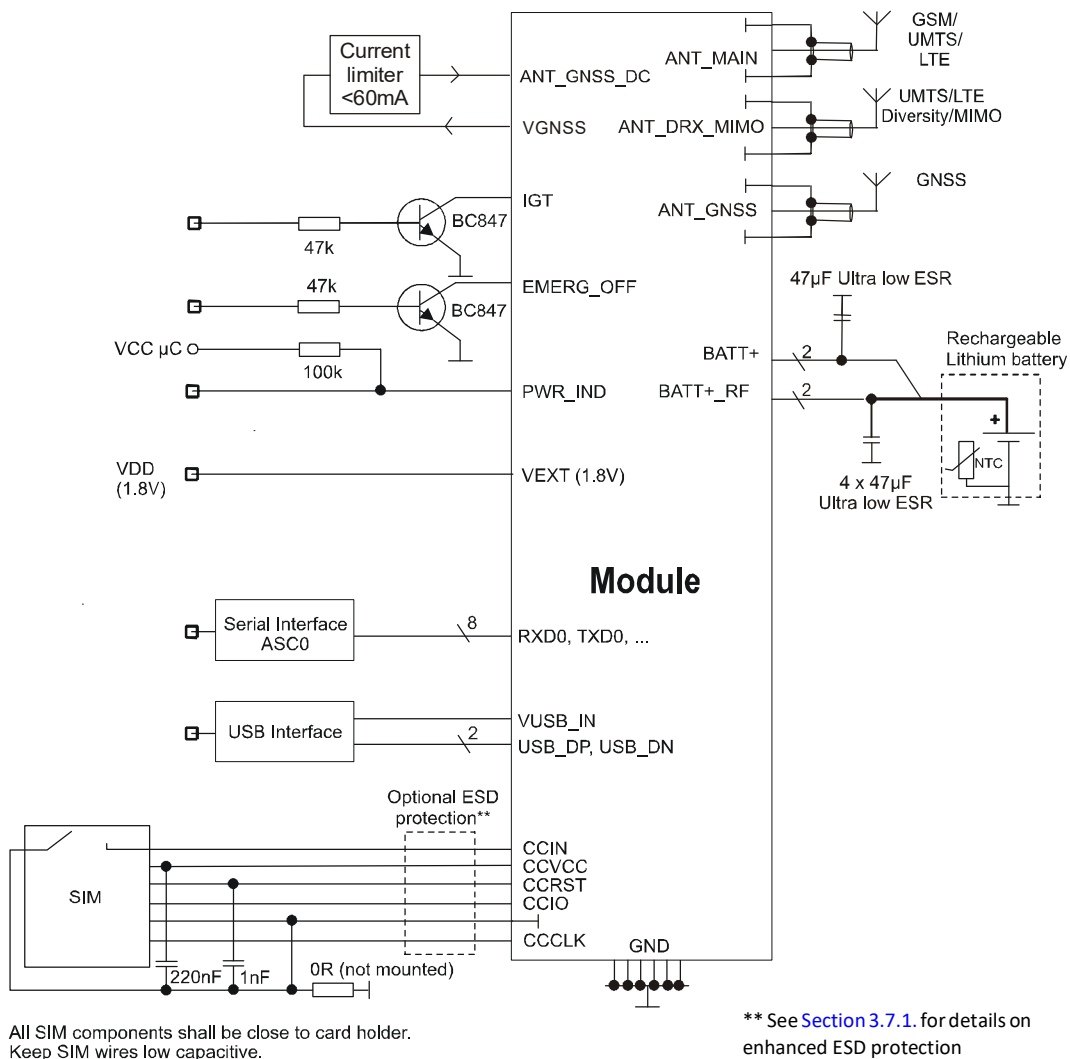 Current
limiter
<60mA
ANT_GNSS_DC
VGNSS
ANT_MAIN
GSM/
UMTS/
LTE
ANT_DRX_MIMO
UMTS/LTE
Diversity/MIMO
ANT_GNSS
GNSS
IGT
BC847
47k
47k
EMERG_OFF
BC847
VCC µC
100k
PWR_IND
47µF Ultra low ESR
BATT+
2
BATT+_RF
2
Rechargeable
Lithium battery
+
NTC
4 x 47µF
Ultra low ESR
VDD
(1.8V)
VEXT (1.8V)
Module
Serial Interface
ASC0
8
RXD0, TXD0, ...
USB Interface
VUSB_IN
2
USB_DP, USB_DN
Optional ESD
protection**
SIM
CCIN
CCVCC
CCRST
CCIO
CCCLK
GND
220nF
1nF
0R (not mounted)
All SIM components shall be close to card holder.
Keep SIM wires low capacitive.
** See Section 3.7.1. for details on
enhanced ESD protection